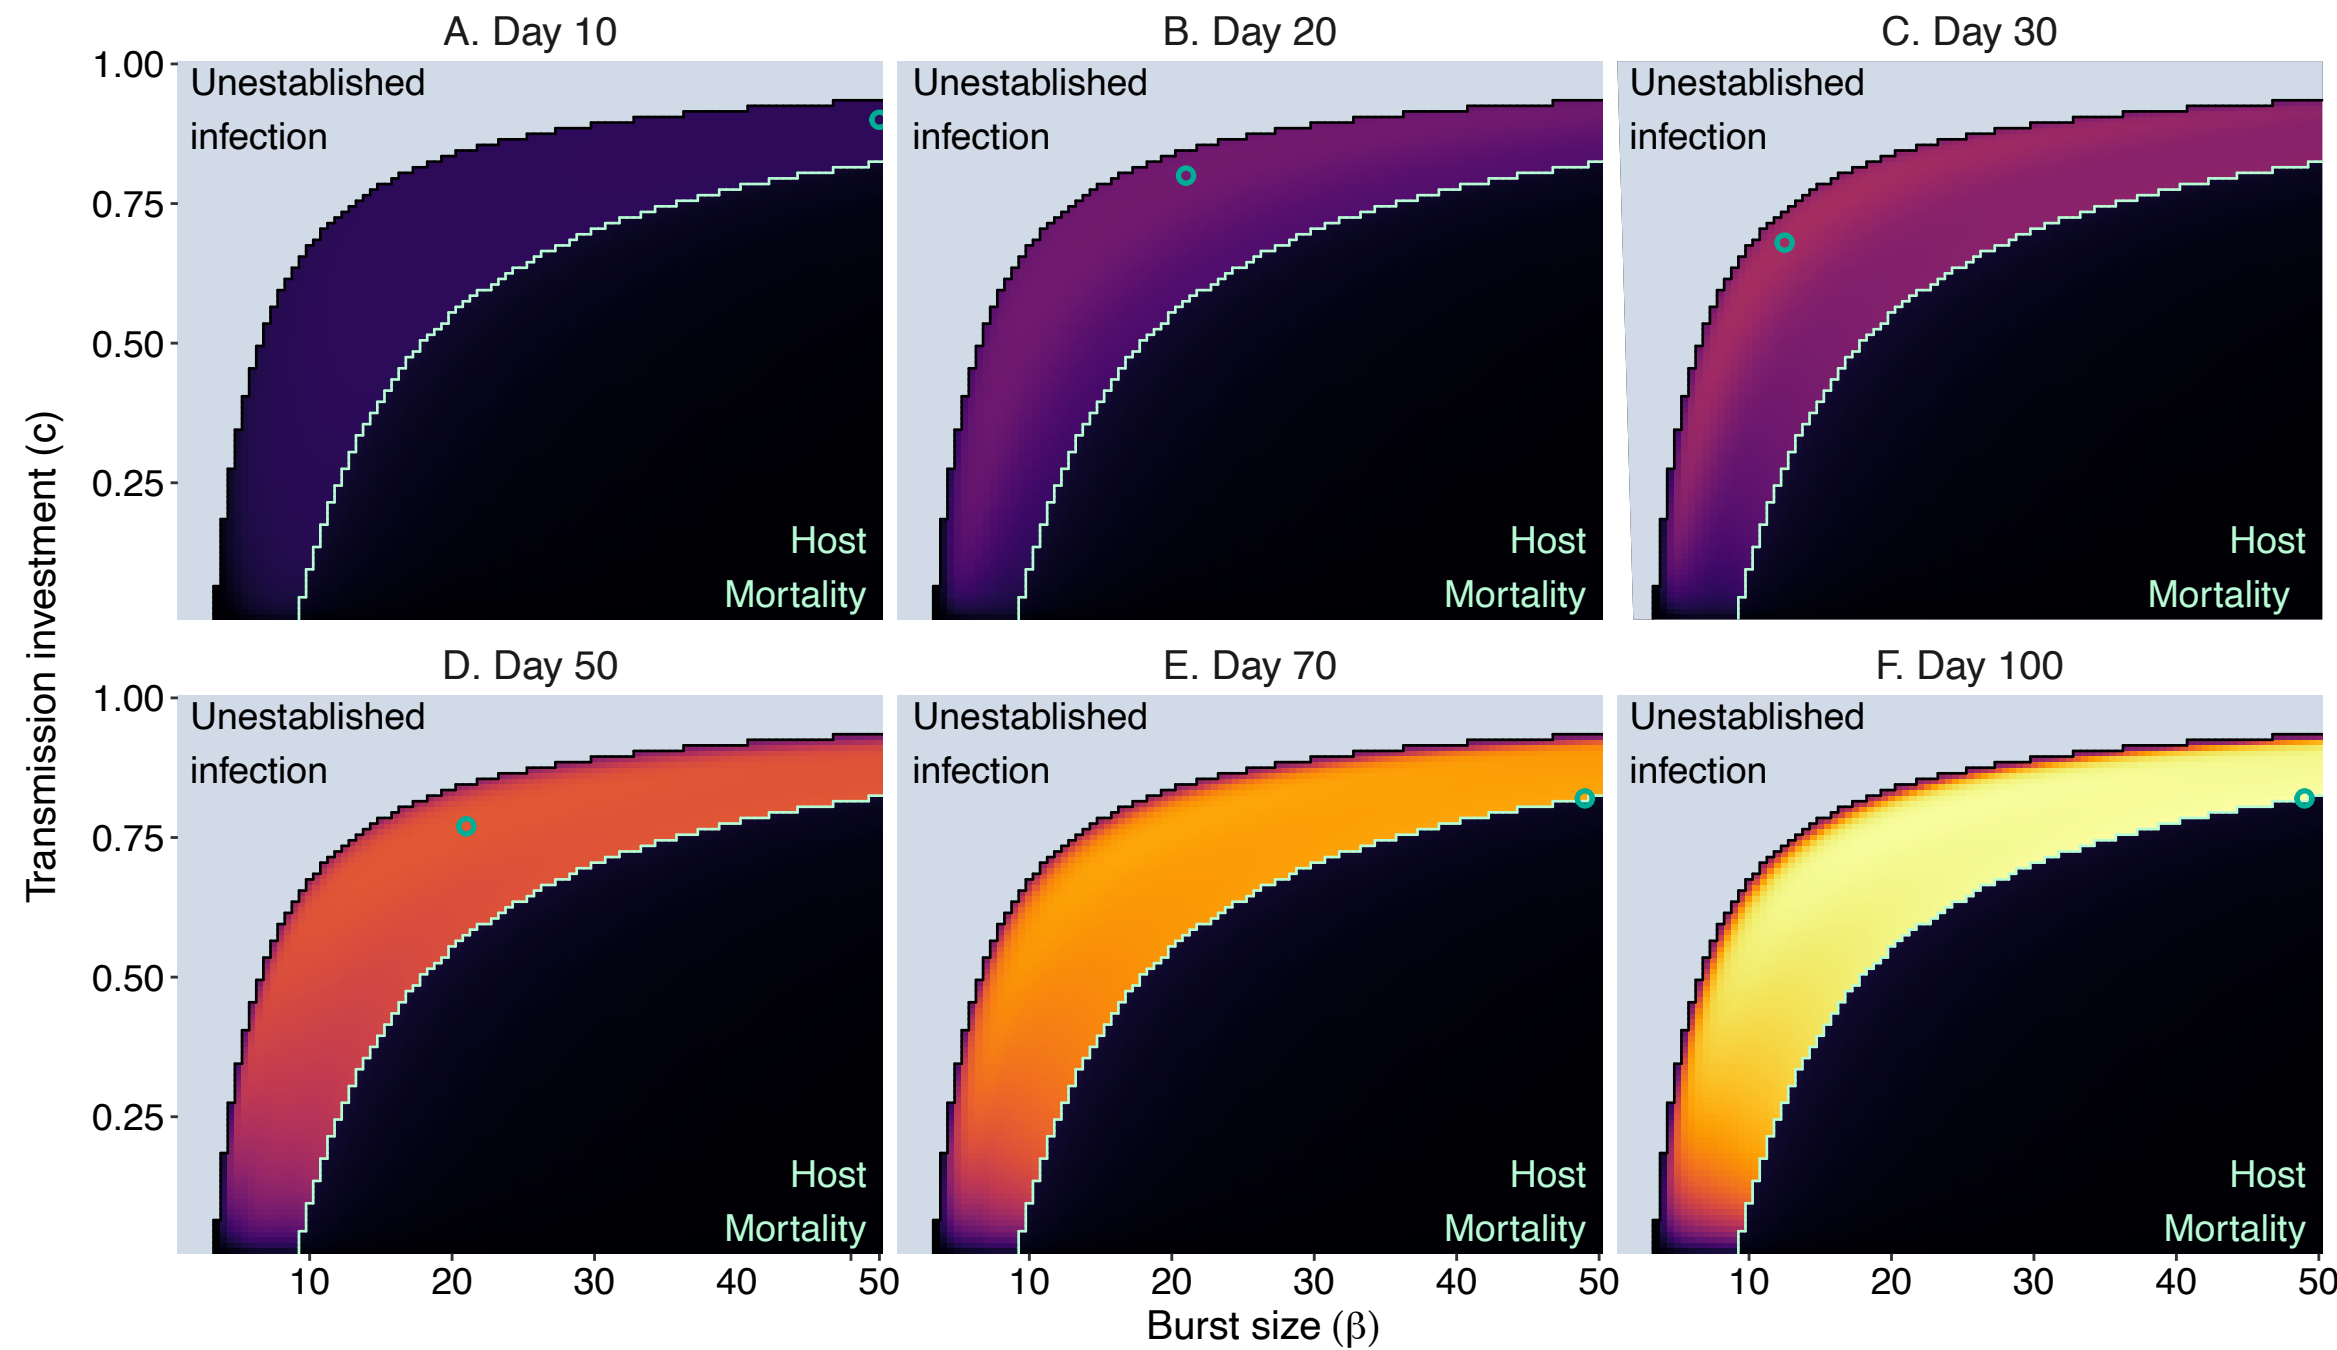 A. Day 10
B. Day 20
C. Day 30
1.00
0.75
0.50
0.25
Unestablished
infection
Host
Mortality
Unestablished
infection
Host
Mortality
Unestablished
infection
Host
Mortality
D. Day 50
E. Day 70
F. Day 100
1.00
0.75
0.50
0.25
Unestablished
infection
Host
Mortality
Unestablished
infection
Host
Mortality
Unestablished
infection
Host
Mortality
10 20 30 40 50
10 20 30 40 50
10 20 30 40 50
Burst size (β)
Transmission investment (c)